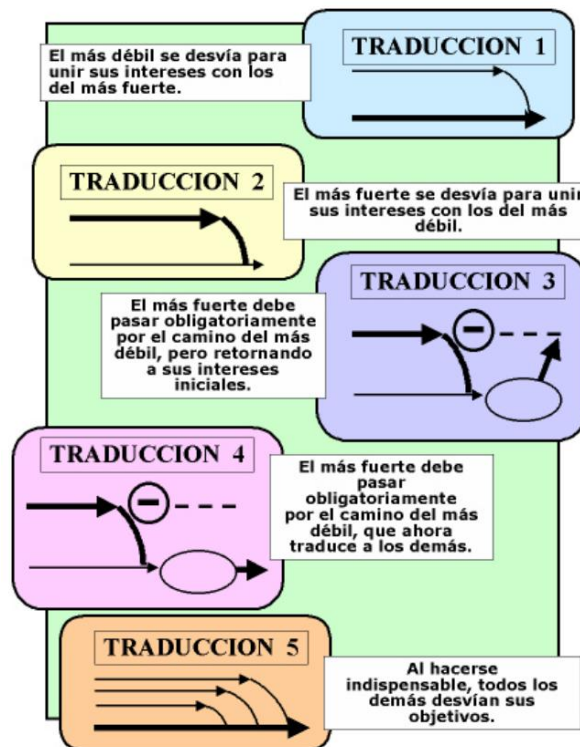 TRADUCCION 1
El más débil se desvía para
unir sus intereses con los
del más fuerte.
TRADUCCION 2
El más fuerte se desvía para unir
sus intereses con los del más
débil.
TRADUCCION 3
El más fuerte debe
pasar obligatoriamente
por el camino del más
débil, pero retornando
a sus intereses
iniciales.
TRADUCCION 4
El más fuerte debe
pasar
obligatoriamente
por el camino del más
débil, que ahora
traduce a los demás.
TRADUCCION 5
Al hacerse
indispensable, todos los
demás desvían sus
objetivos.